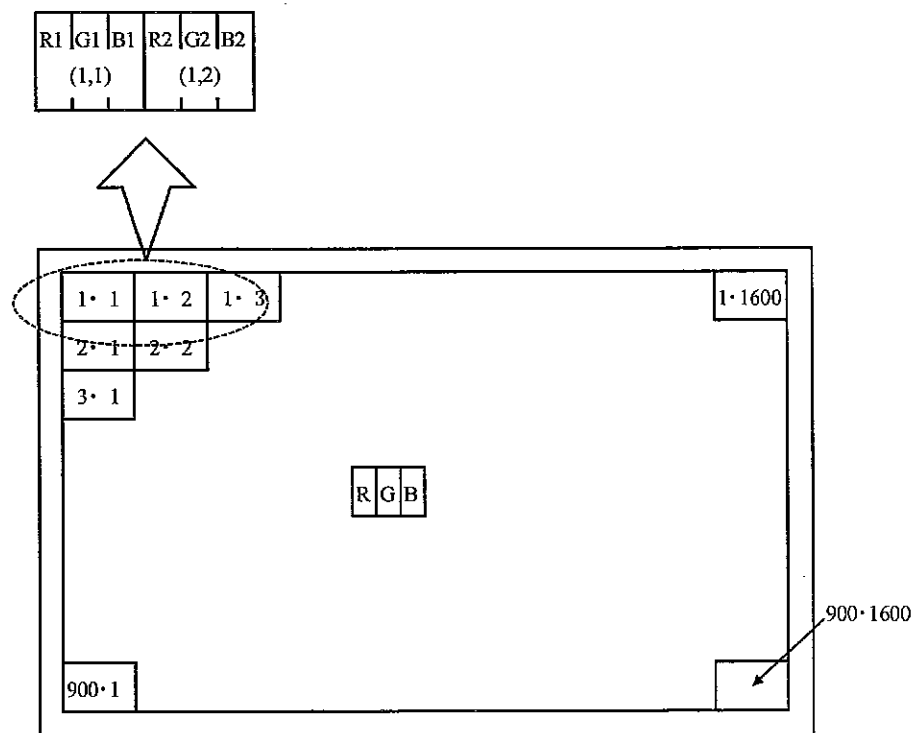 R1 G1 B1 R2 G2 B2
(1,1) (1,2)
1· 1 1· 2 1· 3 1·1600
2· 1 2· 2
3· 1
R G B
900·1600
900·1